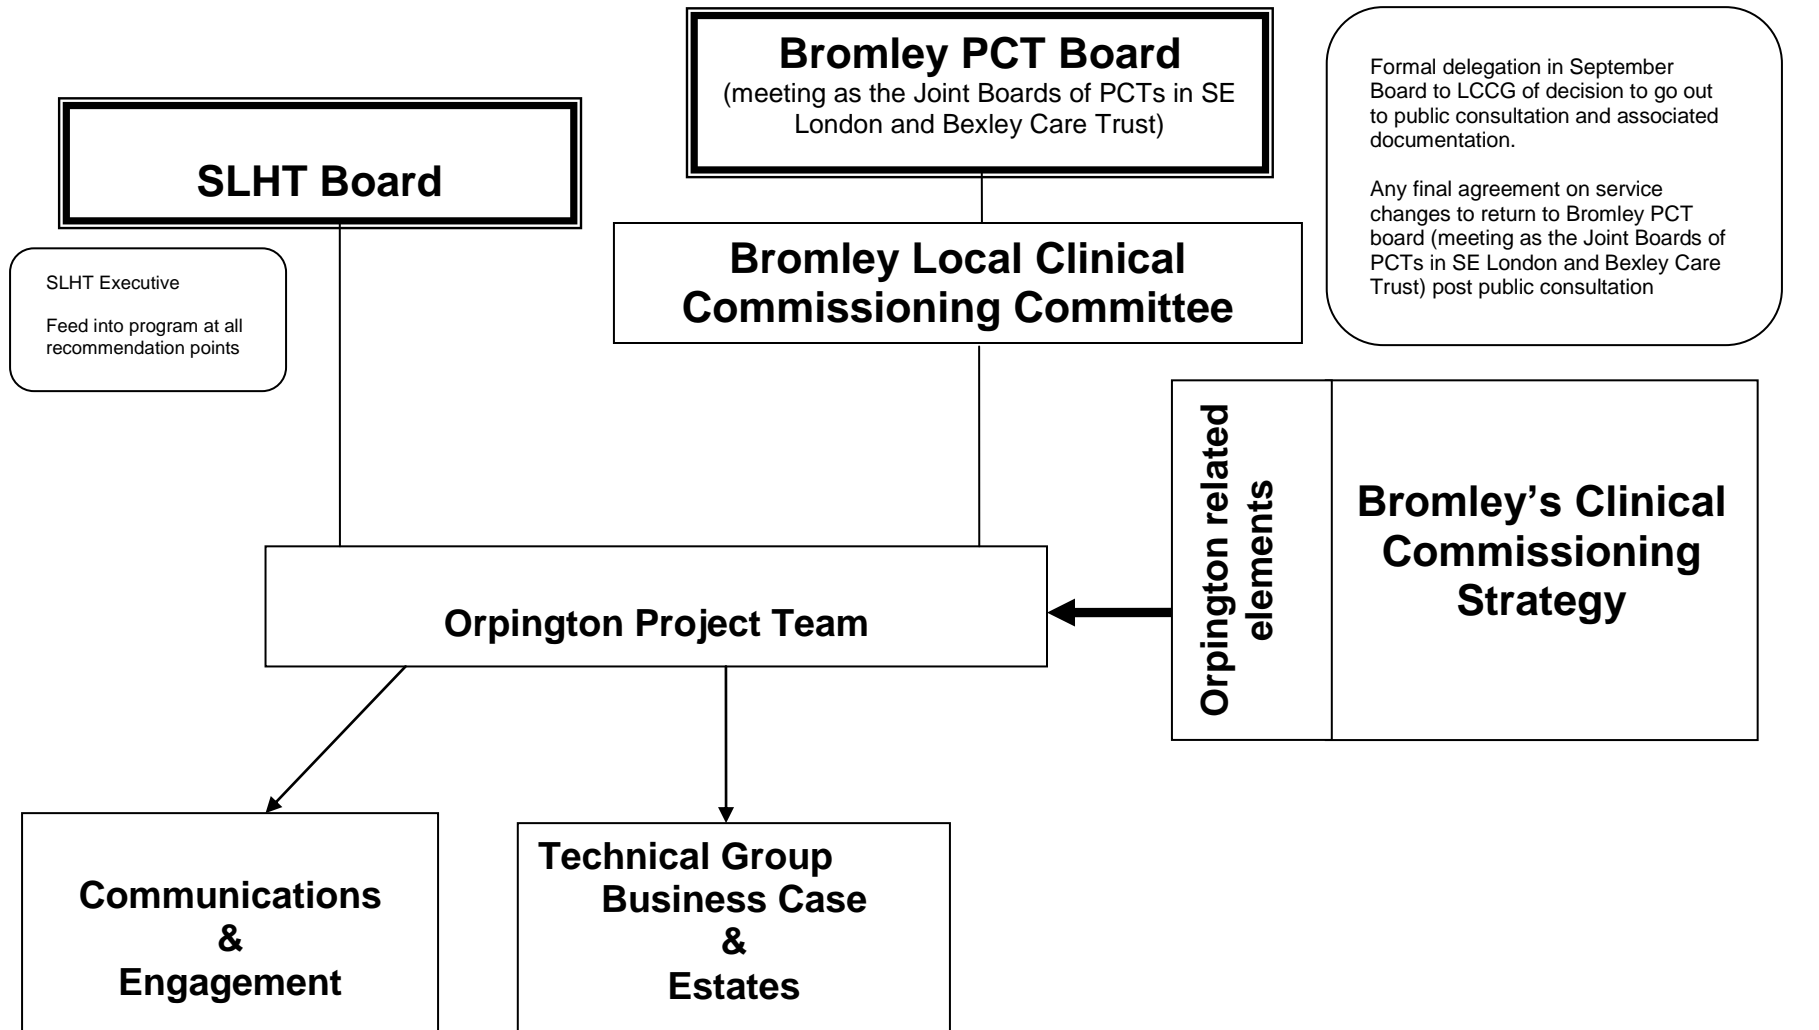 Bromley PCT Board
(meeting as the Joint Boards of PCTs in SE
London and Bexley Care Trust)
Formal delegation in September
Board to LCCG of decision to go out
to public consultation and associated
documentation.
Any final agreement on service
changes to return to Bromley PCT
board (meeting as the Joint Boards of
PCTs in SE London and Bexley Care
Trust) post public consultation
SLHT Board
SLHT Executive
Feed into program at all
recommendation points
Bromley Local Clinical
Commissioning Committee
Orpington related
elements
Bromley’s Clinical
Commissioning
Strategy
Orpington Project Team
Communications
&
Engagement
Technical Group
Business Case
&
Estates